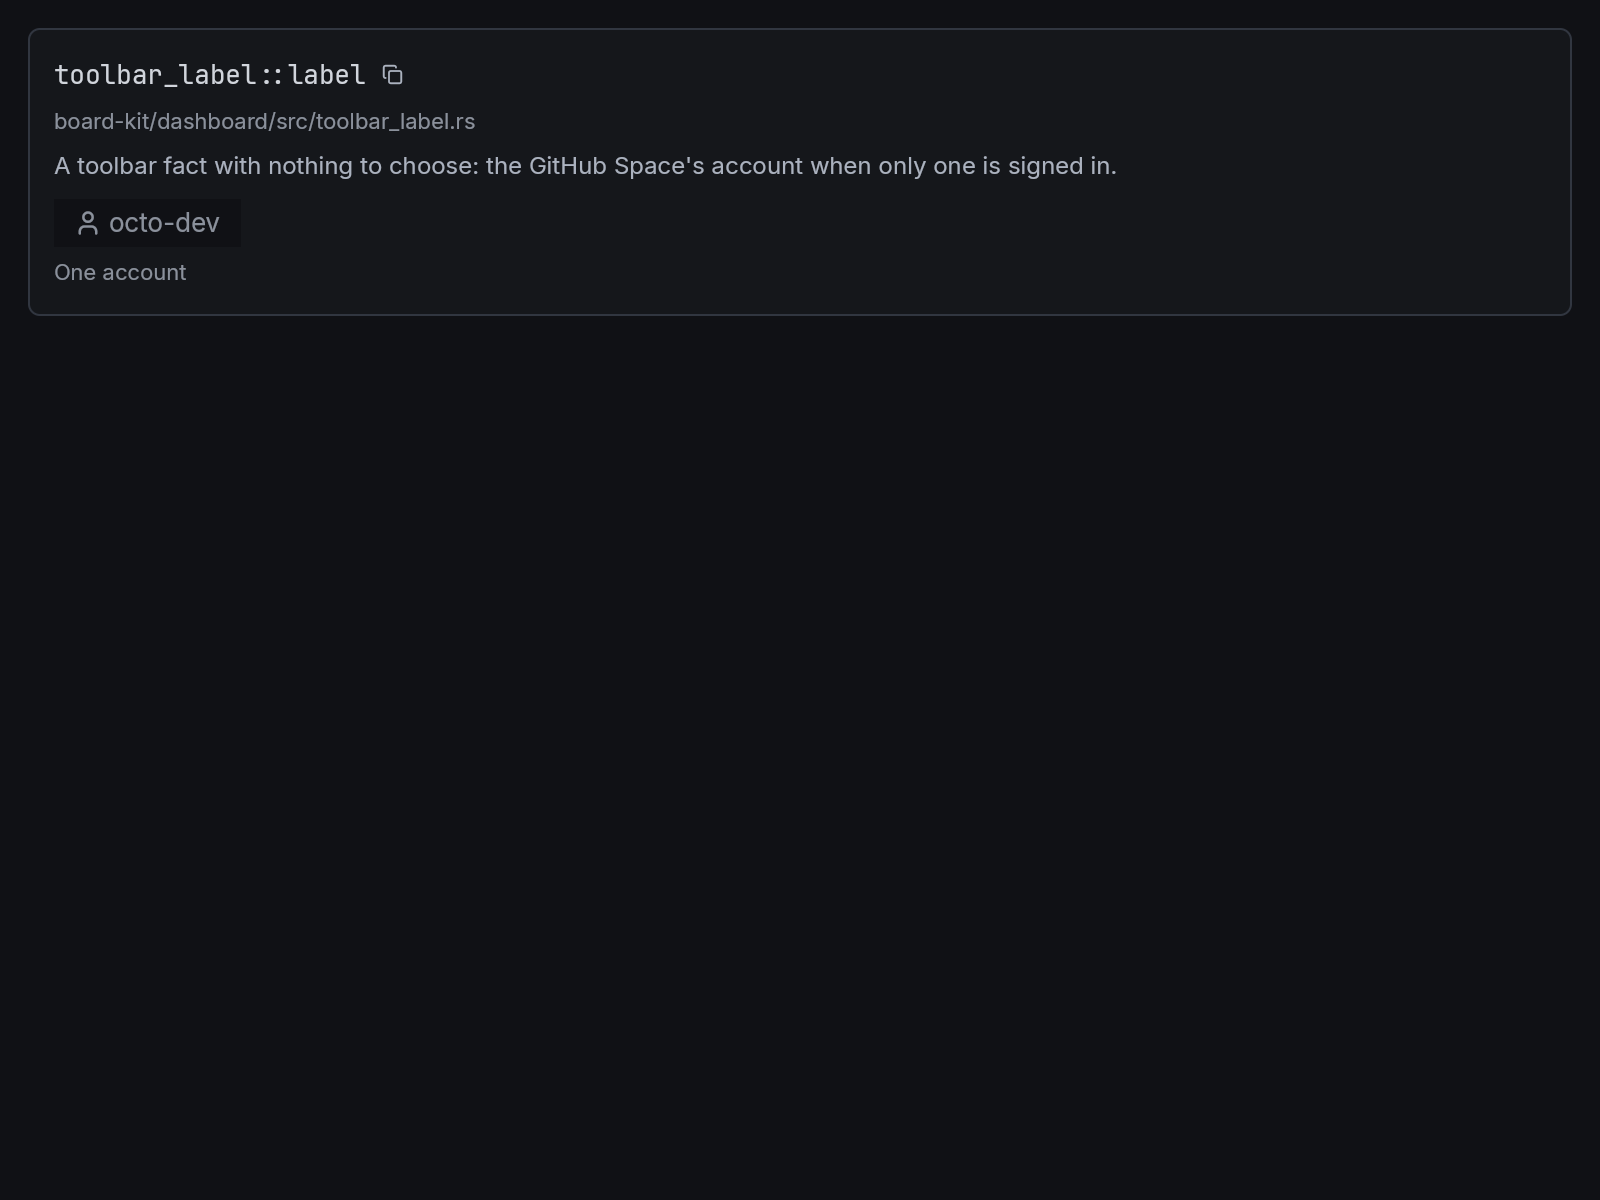 toolbar_label::label
board-kit/dashboard/src/toolbar_label.rs
A toolbar fact with nothing to choose: the GitHub Space's account when only one is signed in.
octo-dev
One account